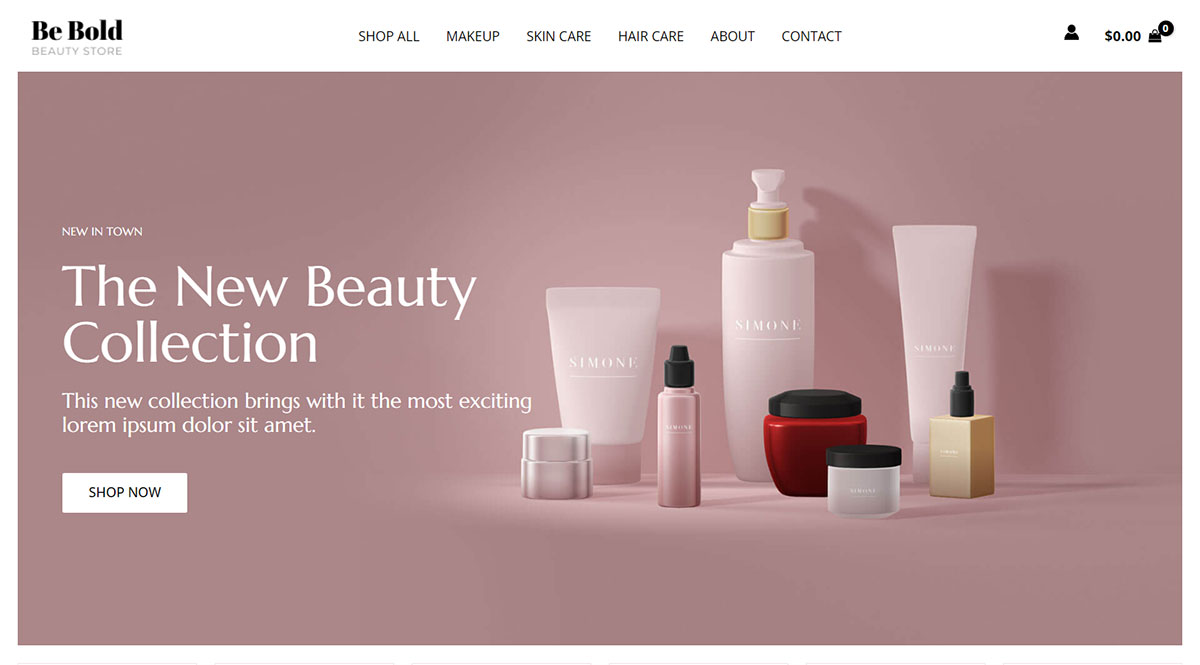 Be Bold
BEAUTY STORE
SHOP ALL
MAKEUP
SKIN CARE
HAIR CARE
ABOUT
CONTACT
$0.00
0
NEW IN TOWN
The New Beauty
Collection
This new collection brings with it the most exciting
lorem ipsum dolor sit amet.
SHOP NOW
SIMONE
SIMONE
SIMONE
SIMONE
SIMONE
SIMONE